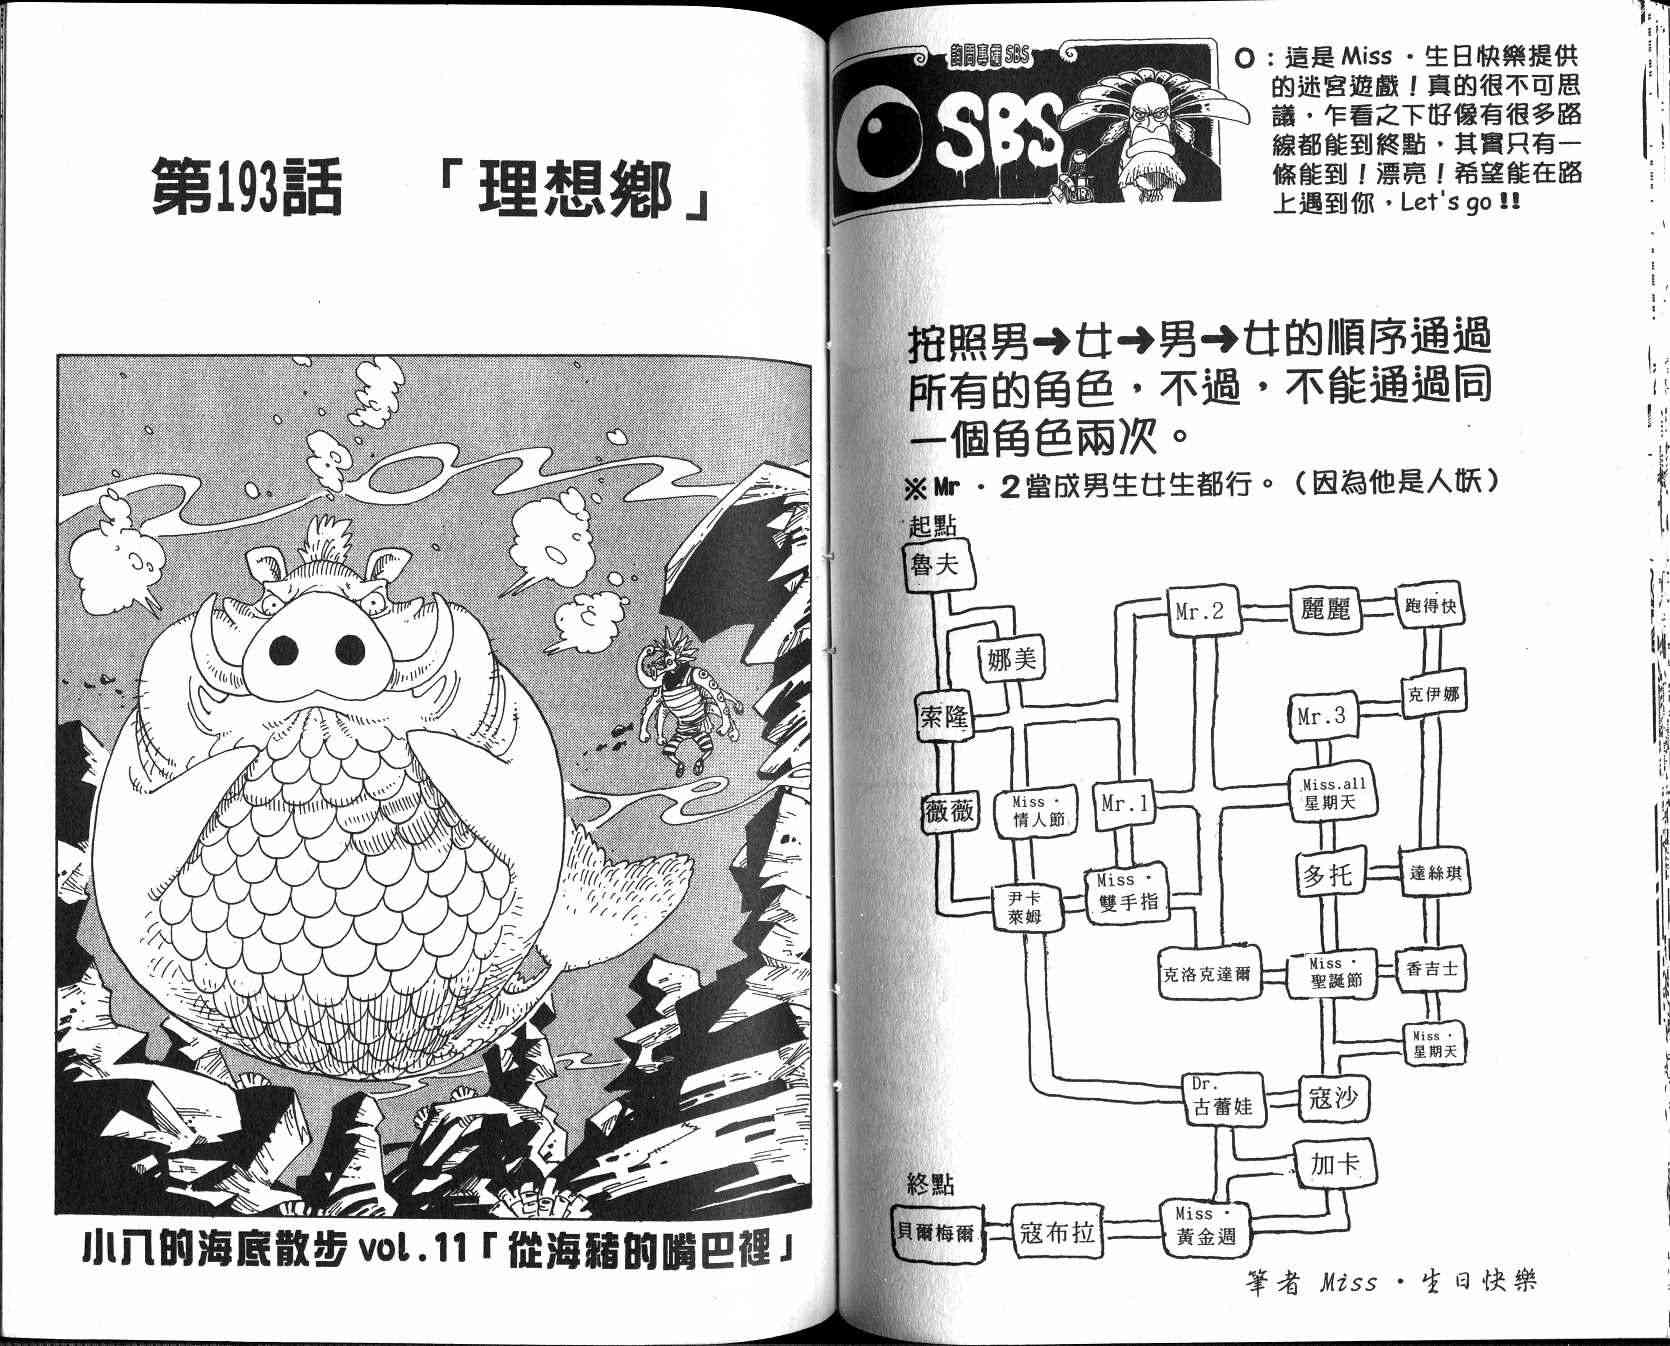 第193話 「理想鄉」
小八的海底散步 vol.11「從海豬的嘴巴裡」
詢問專欄 SBS
SBS
O：這是 Miss・生日快樂提供
的迷宮遊戲！真的很不可思
議，乍看之下好像有很多路
線都能到終點，其實只有一
條能到！漂亮！希望能在路
上遇到你，Let's go !!
按照男➜女➜男➜女的順序通過
所有的角色，不過，不能通過同
一個角色兩次。
※Mr・2當成男生女生都行。（因為他是人妖）
起點
魯夫
Mr.2
麗麗
跑得快
娜美
克伊娜
索隆
Mr.3
薇薇
Miss・
情人節
Mr.1
Miss.all
星期天
尹卡
萊姆
Miss・
雙手指
多托
達絲琪
克洛克達爾
Miss・
聖誕節
香吉士
Miss・
星期天
Dr.
古蕾娃
寇沙
加卡
終點
貝爾梅爾
寇布拉
Miss・
黃金週
筆者 Miss・生日快樂